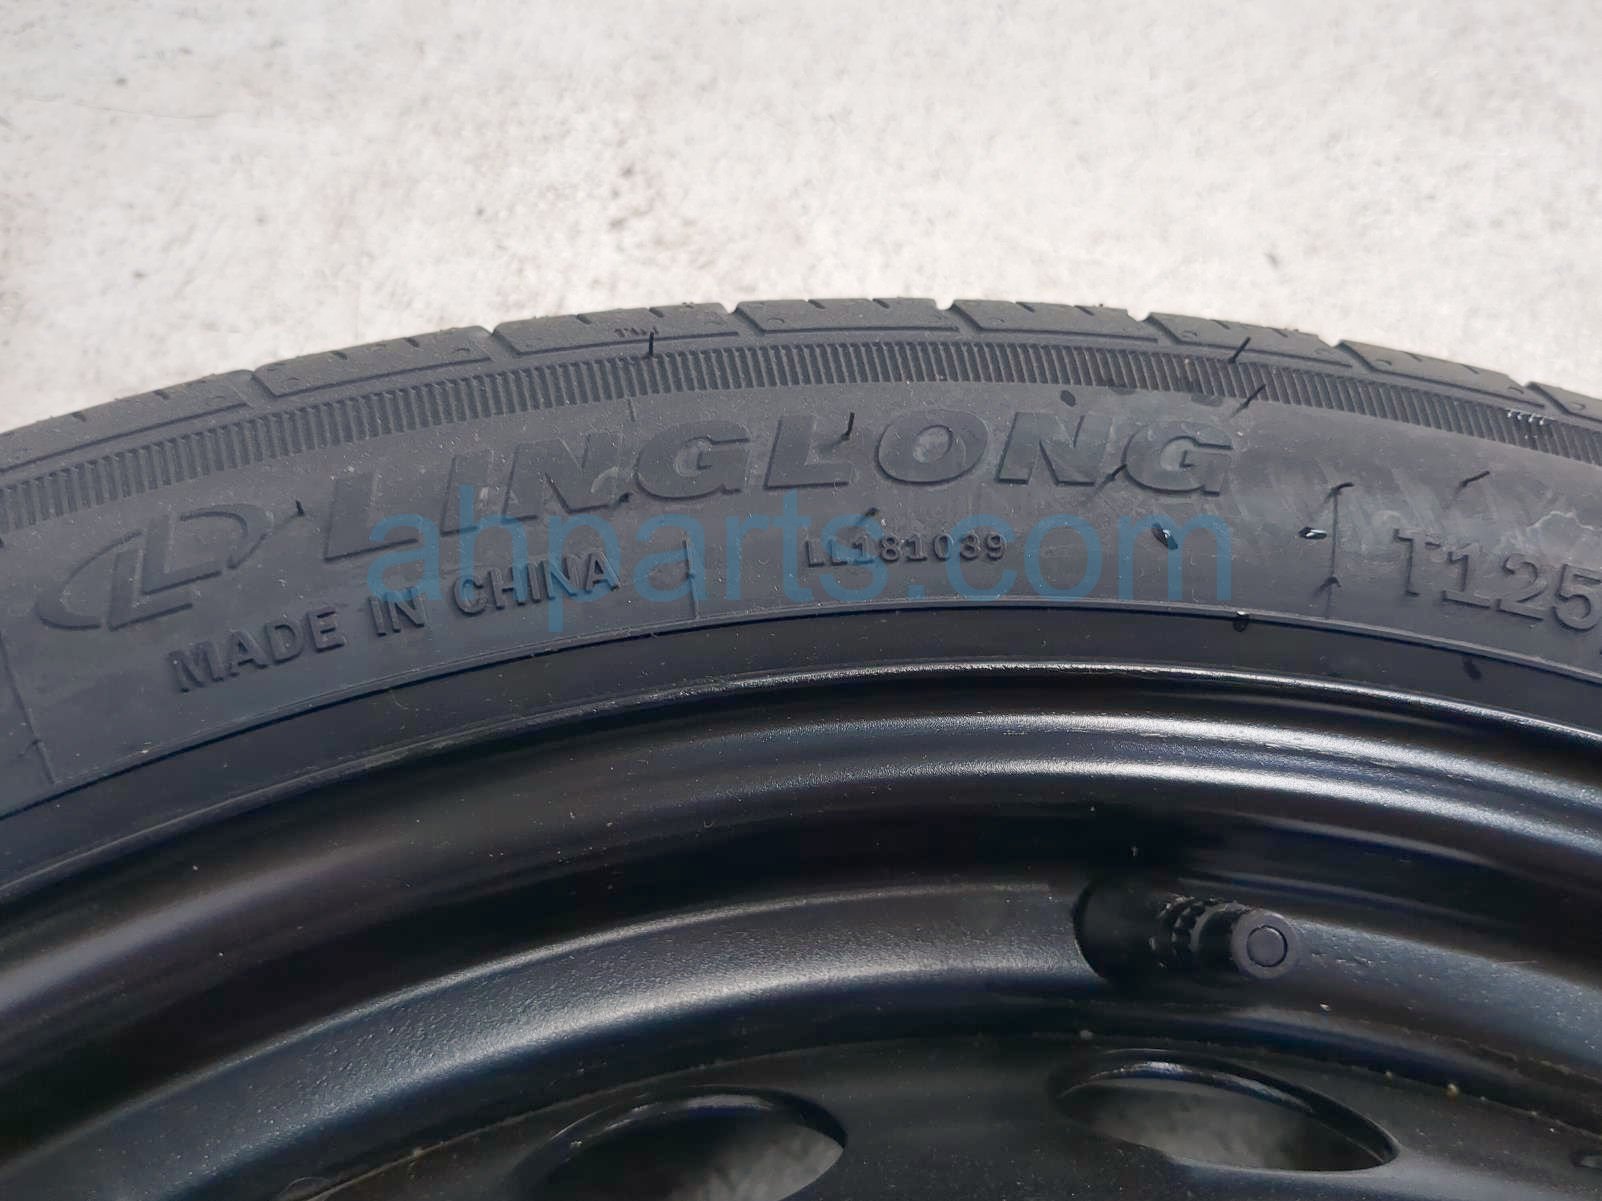 LINGLONG
MADE IN CHINA
LL181039
T125
ahparts.com